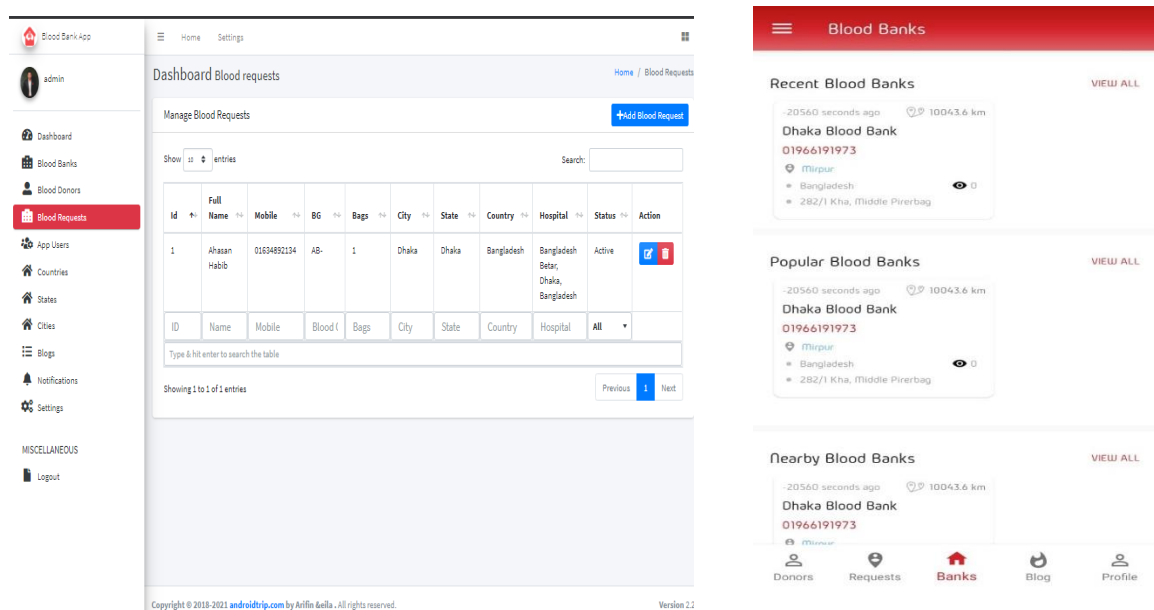 Blood Bank App
Home Settings
admin
Dashboard Blood requests
Home / Blood Requests
Manage Blood Requests
+Add Blood Request
Dashboard
Blood Banks
Blood Donors
Blood Requests
App Users
Countries
States
Cities
Blogs
Notifications
Settings
MISCELLANEOUS
Logout
Show 10 entries
Search:
Id Full Name Mobile BG Bags City State Country Hospital Status Action
1 Ahasan Habib 01634892134 AB- 1 Dhaka Dhaka Bangladesh Bangladesh Betar, Dhaka, Bangladesh Active
ID Name Mobile Blood ( Bags City State Country Hospital All
Type & hit enter to search the table
Showing 1 to 1 of 1 entries
Previous 1 Next
Copyright © 2018-2021 androidtrip.com by Arifin &eila . All rights reserved.
Version 2.2
Blood Banks
Recent Blood Banks VIEW ALL
-20560 seconds ago 10043.6 km
Dhaka Blood Bank
01966191973
Mirpur
Bangladesh 0
282/1 Kha, Middle Pirerbag
Popular Blood Banks VIEW ALL
-20560 seconds ago 10043.6 km
Dhaka Blood Bank
01966191973
Mirpur
Bangladesh 0
282/1 Kha, Middle Pirerbag
Nearby Blood Banks VIEW ALL
-20560 seconds ago 10043.6 km
Dhaka Blood Bank
01966191973
Mirpur
Donors Requests Banks Blog Profile